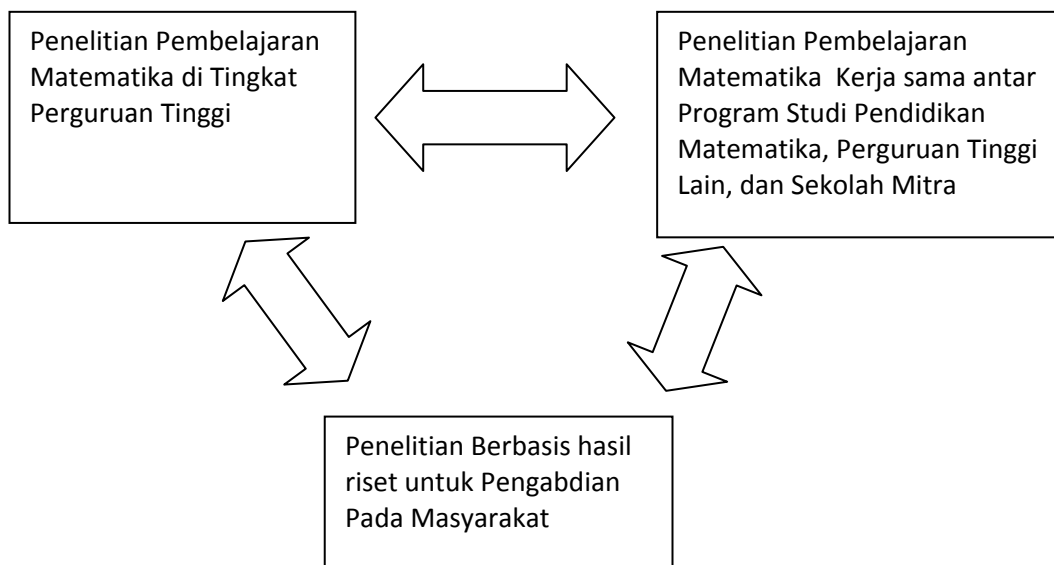 Penelitian Pembelajaran
Matematika di Tingkat
Perguruan Tinggi
Penelitian Pembelajaran
Matematika  Kerja sama antar
Program Studi Pendidikan
Matematika, Perguruan Tinggi
Lain, dan Sekolah Mitra
Penelitian Berbasis hasil
riset untuk Pengabdian
Pada Masyarakat